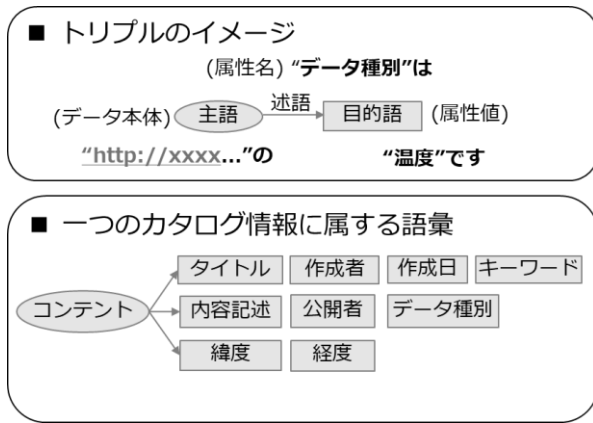 ■ トリプルのイメージ
(属性名) “データ種別”は
(データ本体) 主語 述語 目的語 (属性値)
“http://xxxx...”の “温度”です
■ 一つのカタログ情報に属する語彙
タイトル 作成者 作成日 キーワード
コンテント 内容記述 公開者 データ種別
緯度 経度